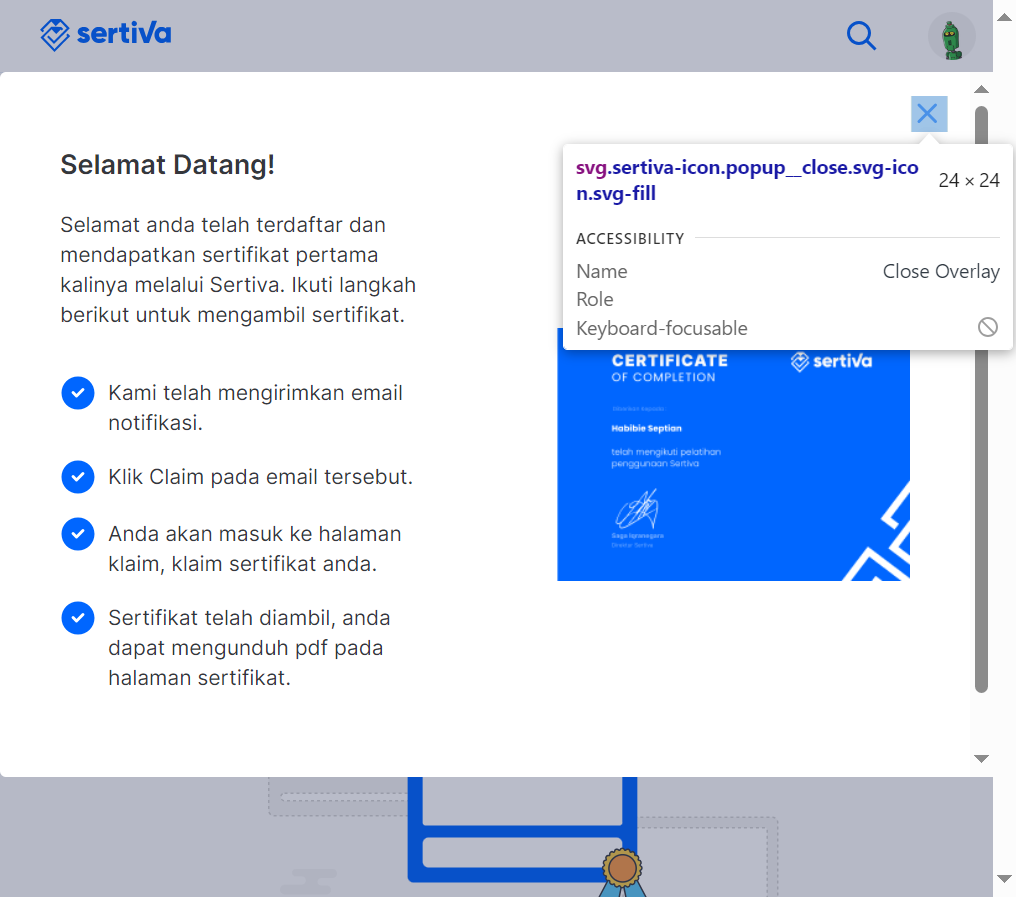 sertiva
Selamat Datang!
Selamat anda telah terdaftar dan
mendapatkan sertifikat pertama
kalinya melalui Sertiva. Ikuti langkah
berikut untuk mengambil sertifikat.
Kami telah mengirimkan email
notifikasi.
Klik Claim pada email tersebut.
Anda akan masuk ke halaman
klaim, klaim sertifikat anda.
Sertifikat telah diambil, anda
dapat mengunduh pdf pada
halaman sertifikat.
svg.sertiva-icon.popup__close.svg-ico
n.svg-fill
24 × 24
ACCESSIBILITY
Name Close Overlay
Role
Keyboard-focusable
CERTIFICATE
OF COMPLETION
sertiva
Diberikan Kepada
Habibie Septian
telah mengikuti pelatihan
penggunaan Sertiva
Direktur Sertiva